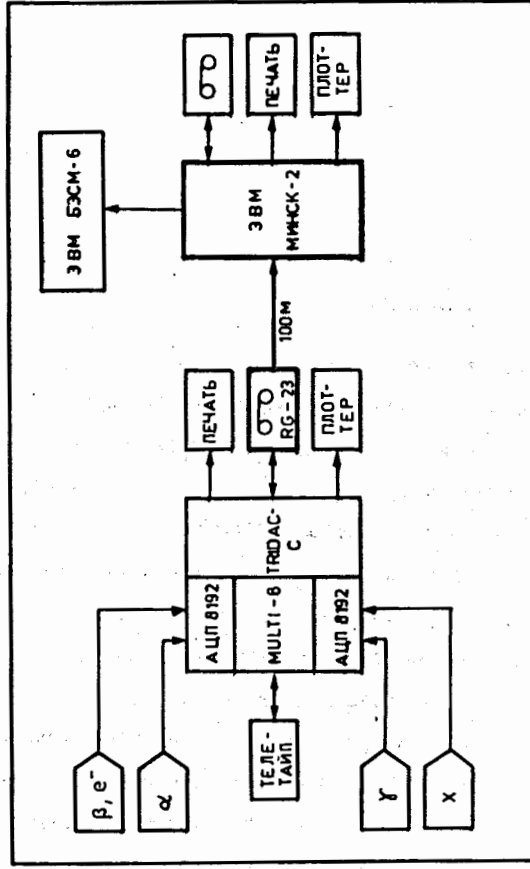 β, e⁻
α
ТЕЛЕ-
ТАЙП
γ
X
АЦП 8192
MULTI-8
АЦП 8192
TRIDAC-
C
ПЕЧАТЬ
RG-23
ПЛОТ-
ТЕР
100М
ЭВМ БЭСМ-6
ЭВМ
МИНСК-2
ПЕЧАТЬ
ПЛОТ-
ТЕР